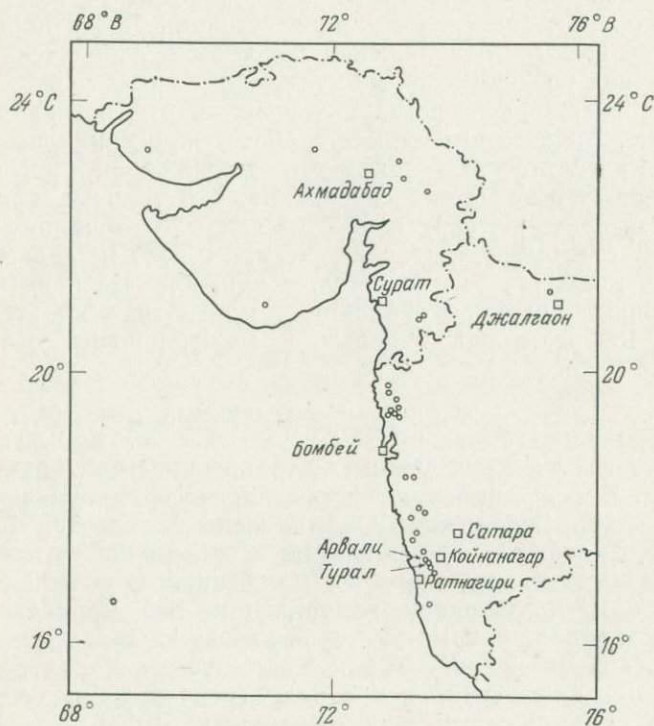 68°В
72
76°В
24°С
24°С
Ахмадабад
Сурат
Джалгаон
20°
20°
Бомбей
Сатара
Арвали
Койнанагар
Турал
Ратнагири
16°
16°
68°
72°
76